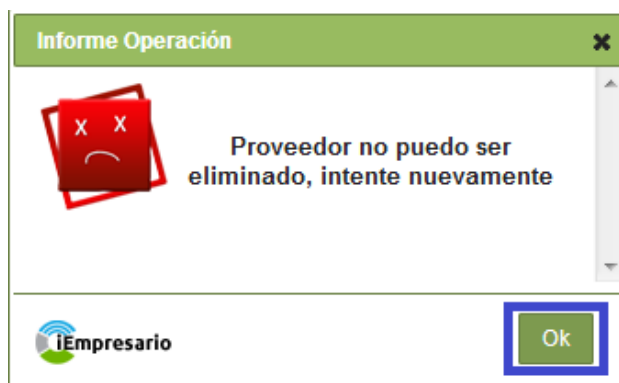 Informe Operación
x x
Proveedor no puedo ser
eliminado, intente nuevamente
iEmpresario
Ok